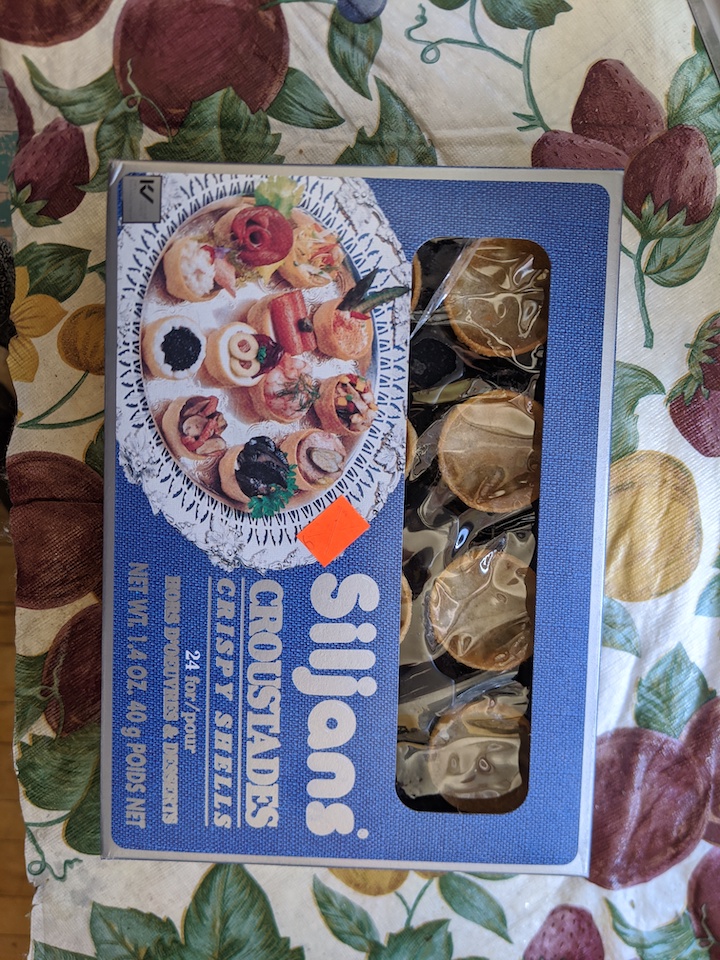 Siljans
CROUSTADES
CRISPY SHELLS
24 for/pour
HORS D'OEUVRES & DESSERTS
NET WT. 1.4 OZ. 40 g POIDS NET